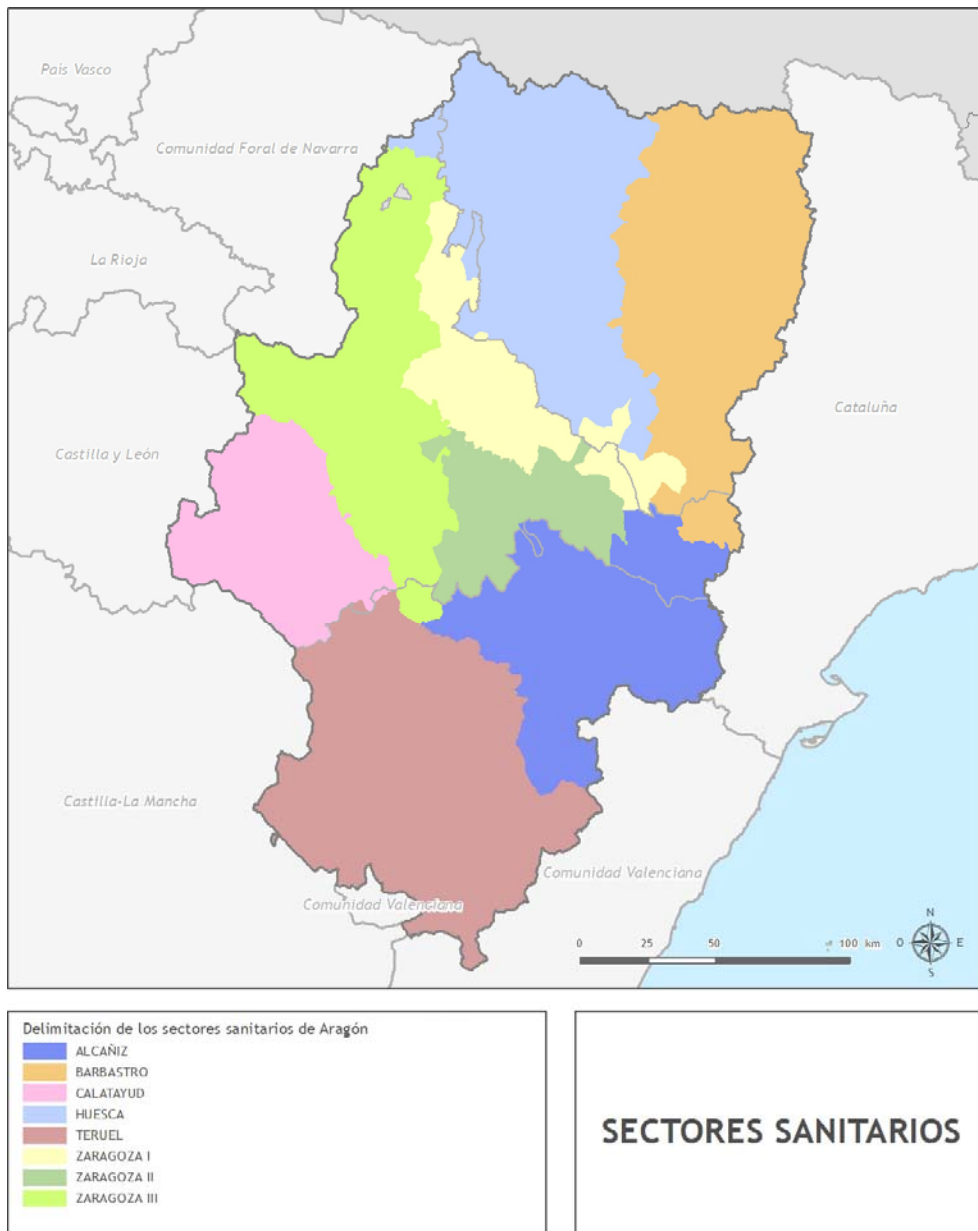 País Vasco
Comunidad Foral de Navarra
La Rioja
Cataluña
Castilla y León
Castilla-La Mancha
Comunidad Valenciana
Comunidad Valenciana
N
O
E
S
0 25 50 100 km
Delimitación de los sectores sanitarios de Aragón
ALCAÑIZ
BARBASTRO
CALATAYUD
HUESCA
TERUEL
ZARAGOZA I
ZARAGOZA II
ZARAGOZA III
SECTORES SANITARIOS